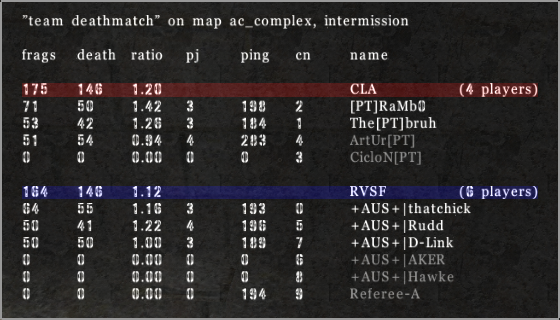 "team deathmatch" on map ac_complex, intermission
frags death ratio pj ping cn name
175 146 1.20 CLA (4 players)
71 50 1.42 3 198 2 [PT]RaMb0
53 42 1.26 3 184 1 The[PT]bruh
51 54 0.94 4 203 4 ArtUr[PT]
0 0 0.00 0 0 3 CicloN[PT]
164 146 1.12 RVSF (6 players)
64 55 1.16 3 193 0 +AUS+|thatchick
50 41 1.22 4 196 5 +AUS+|Rudd
50 50 1.00 3 189 7 +AUS+|D-Link
0 0 0.00 0 0 6 +AUS+|AKER
0 0 0.00 0 0 8 +AUS+|Hawke
0 0 0.00 0 194 9 Referee-A